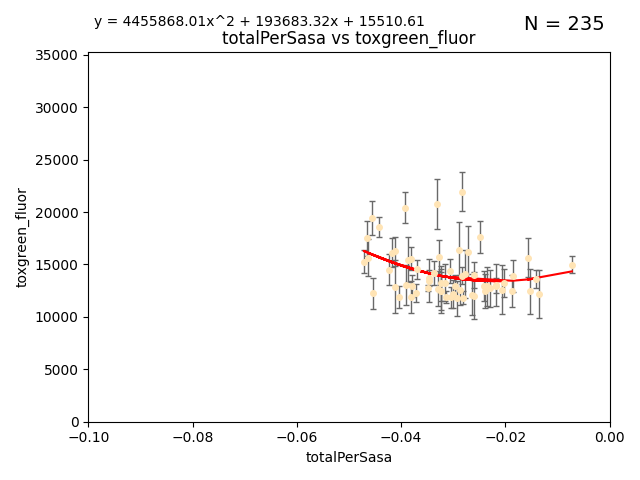 y = 4455868.01x^2 + 193683.32x + 15510.61
N = 235
totalPerSasa vs toxgreen_fluor
35000
30000
25000
20000
15000
10000
5000
0
toxgreen_fluor
−0.10
−0.08
−0.06
−0.04
−0.02
0.00
totalPerSasa